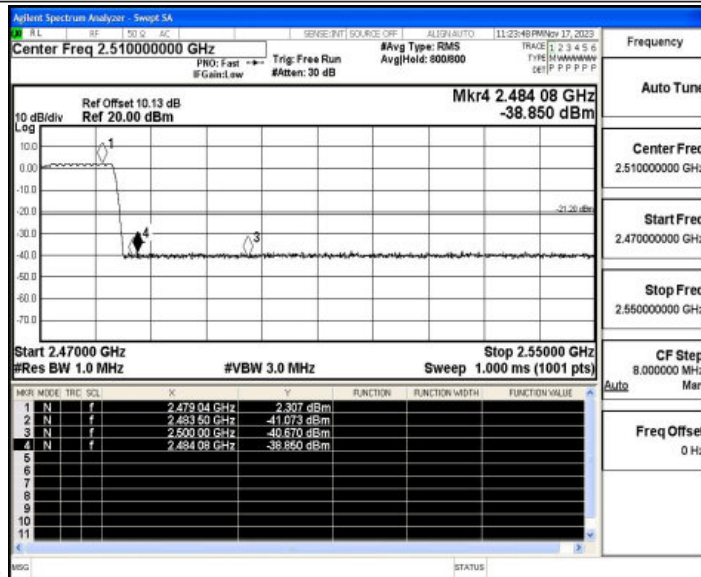 Agilent Spectrum Analyzer - Swept SA
RL RF 50 Ω AC SENSE:INT SOURCE OFF ALIGN AUTO 11:23:48 PM Nov 17, 2023
Center Freq 2.510000000 GHz
PNO: Fast
IFGain:Low
Trig: Free Run
#Atten: 30 dB
#Avg Type: RMS
Avg|Hold: 800/800
TRACE 1 2 3 4 5 6
TYPE MWWWWW
DET P P P P P P
Mkr4 2.484 08 GHz
-38.850 dBm
Ref Offset 10.13 dB
10 dB/div Ref 20.00 dBm
Log
10.0
0.00
-10.0
-20.0
-30.0
-40.0
-50.0
-60.0
-70.0
1
4
3
-21.20 dBm
Start 2.47000 GHz Stop 2.55000 GHz
#Res BW 1.0 MHz #VBW 3.0 MHz Sweep 1.000 ms (1001 pts)
MKR MODE TRC SCL X Y FUNCTION FUNCTION WIDTH FUNCTION VALUE
1 N f 2.479 04 GHz 2.307 dBm
2 N f 2.483 50 GHz -41.073 dBm
3 N f 2.500 00 GHz -40.670 dBm
4 N f 2.484 08 GHz -38.850 dBm
5
6
7
8
9
10
11
MSG STATUS
Frequency
Auto Tune
Center Freq
2.510000000 GHz
Start Freq
2.470000000 GHz
Stop Freq
2.550000000 GHz
CF Step
8.000000 MHz
Auto Man
Freq Offset
0 Hz